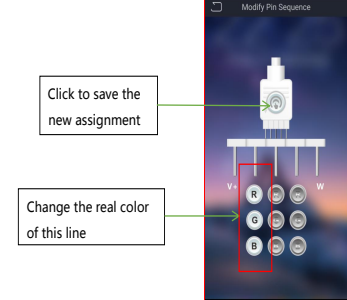 Modify Pin Sequence
Click to save the
new assignment
V+
W
Change the real color
of this line
R
G
B